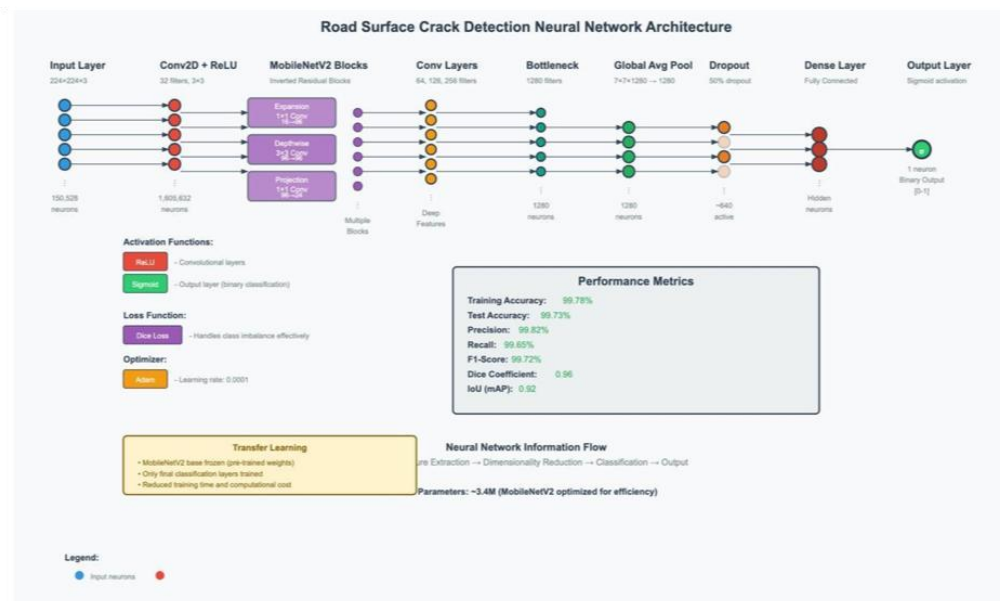 Road Surface Crack Detection Neural Network Architecture
Input Layer
224×224×3
Conv2D + ReLU
32 filters, 3×3
MobileNetV2 Blocks
Inverted Residual Blocks
Conv Layers
64, 128, 256 filters
Bottleneck
1280 filters
Global Avg Pool
7×7×1280 → 1280
Dropout
50% dropout
Dense Layer
Fully Connected
Output Layer
Sigmoid activation
Expansion
1×1 Conv
Depthwise
3×3 Conv
Projection
1×1 Conv
150,528
neurons
1,605,632
neurons
Multiple
Blocks
Deep
Features
1280
neurons
1280
neurons
~640
active
Hidden
neurons
1 neuron
Binary Output
[0-1]
Activation Functions:
ReLU - Convolutional layers
Sigmoid - Output layer (binary classification)
Loss Function:
Dice Loss - Handles class imbalance effectively
Optimizer:
Adam - Learning rate: 0.0001
Performance Metrics
Training Accuracy: 99.78%
Test Accuracy: 99.73%
Precision: 99.82%
Recall: 99.65%
F1-Score: 99.72%
Dice Coefficient: 0.96
IoU (mAP): 0.92
Transfer Learning
• MobileNetV2 base frozen (pre-trained weights)
• Only final classification layers trained
• Reduced training time and computational cost
Neural Network Information Flow
ure Extraction → Dimensionality Reduction → Classification → Output
Parameters: ~3.4M (MobileNetV2 optimized for efficiency)
Legend:
Input neurons